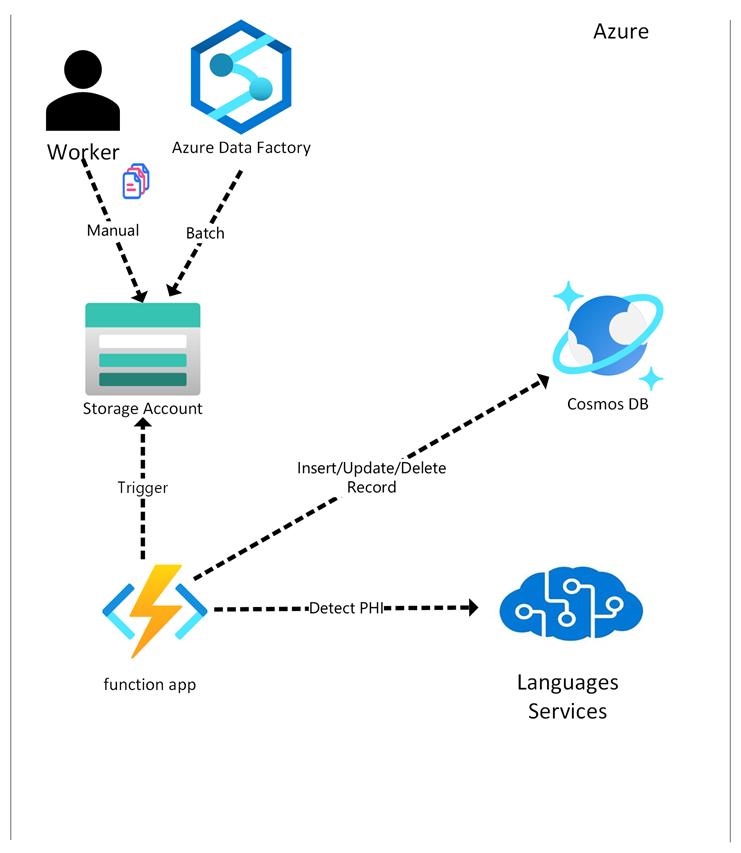 Azure
Worker
Azure Data Factory
Manual
Batch
Storage Account
Cosmos DB
Trigger
Insert/Update/Delete
Record
Detect PHI
function app
Languages
Services